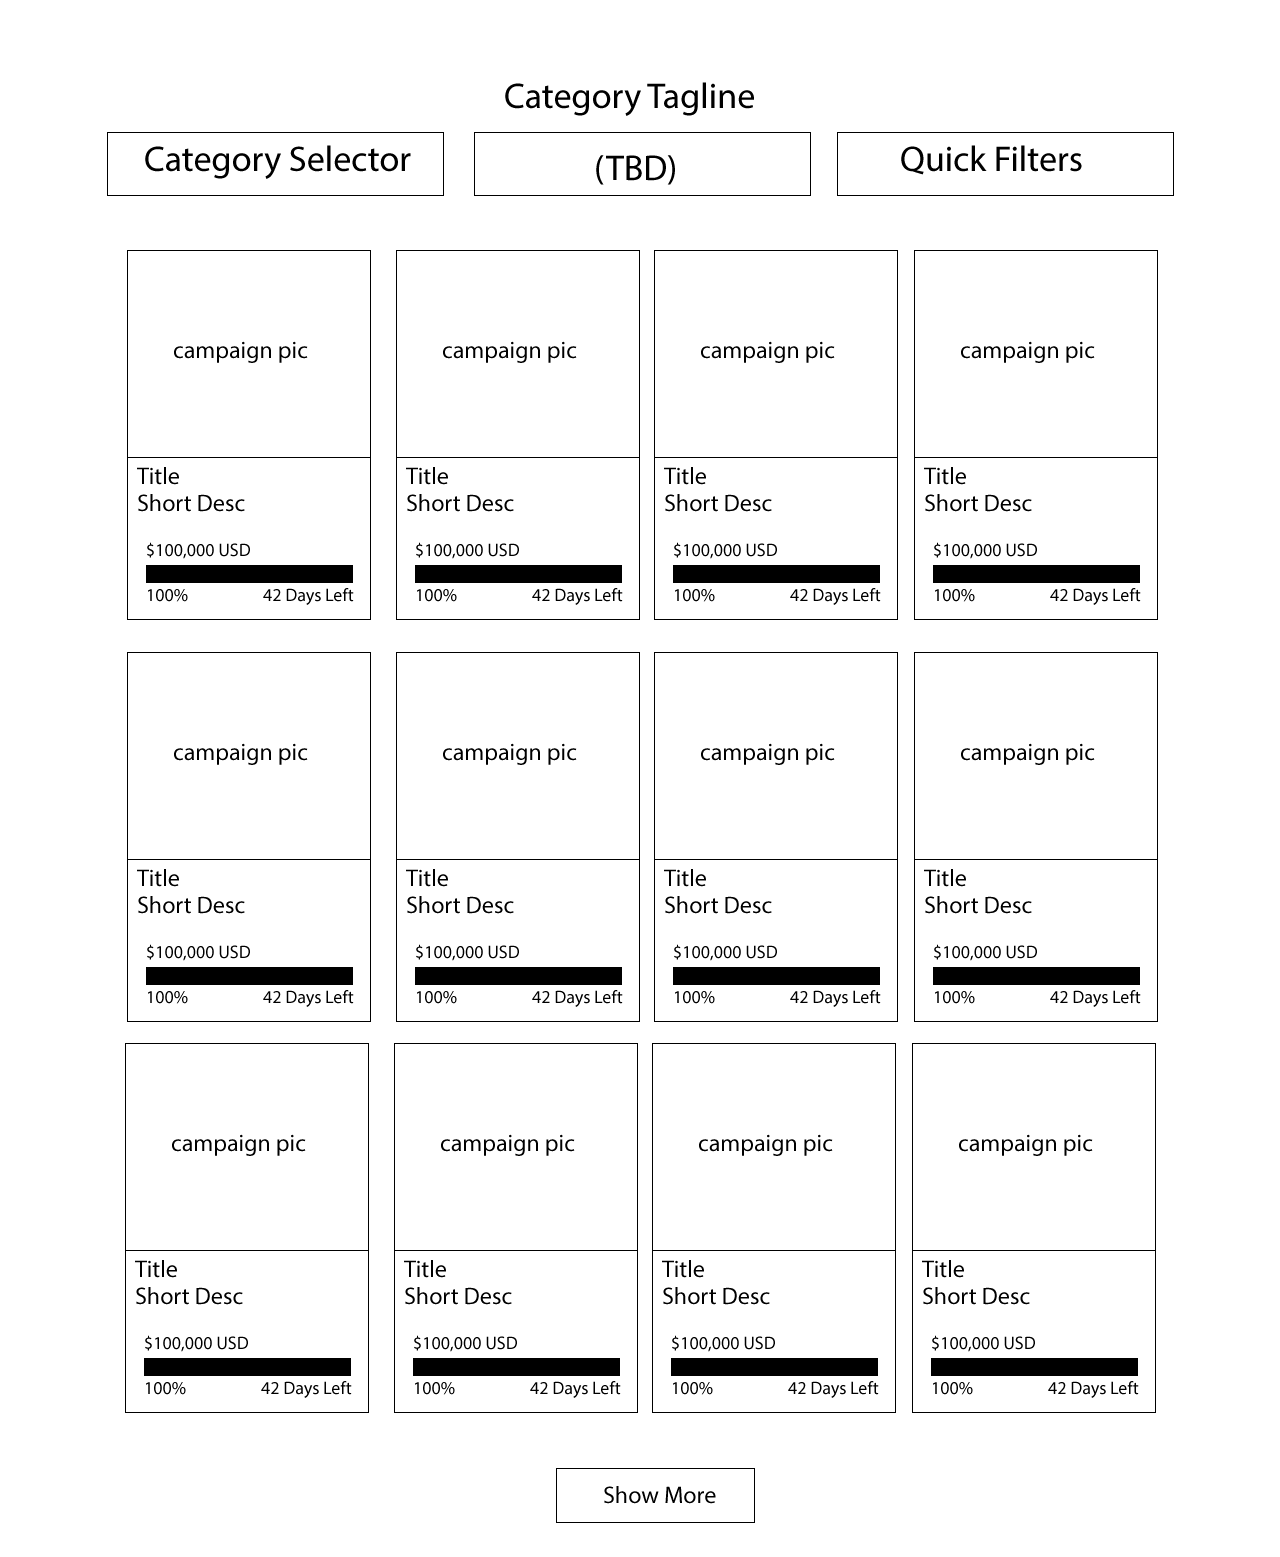 Category Tagline
Category Selector
(TBD)
Quick Filters
campaign pic
campaign pic
campaign pic
campaign pic
Title
Short Desc
$100,000 USD
100% 42 Days Left
Title
Short Desc
$100,000 USD
100% 42 Days Left
Title
Short Desc
$100,000 USD
100% 42 Days Left
Title
Short Desc
$100,000 USD
100% 42 Days Left
campaign pic
campaign pic
campaign pic
campaign pic
Title
Short Desc
$100,000 USD
100% 42 Days Left
Title
Short Desc
$100,000 USD
100% 42 Days Left
Title
Short Desc
$100,000 USD
100% 42 Days Left
Title
Short Desc
$100,000 USD
100% 42 Days Left
campaign pic
campaign pic
campaign pic
campaign pic
Title
Short Desc
$100,000 USD
100% 42 Days Left
Title
Short Desc
$100,000 USD
100% 42 Days Left
Title
Short Desc
$100,000 USD
100% 42 Days Left
Title
Short Desc
$100,000 USD
100% 42 Days Left
Show More